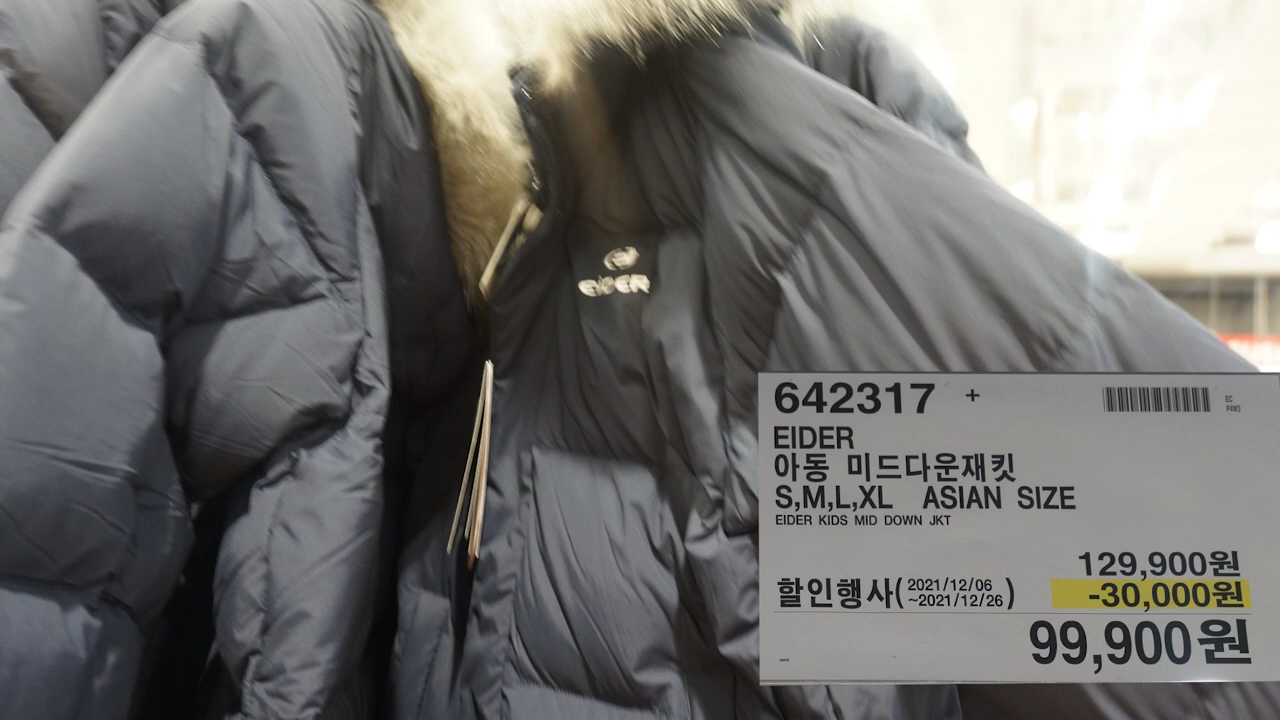 EIDER
642317 +
EC
P4W3
EIDER
아동 미드다운재킷
S,M,L,XL ASIAN SIZE
EIDER KIDS MID DOWN JKT
129,900원
할인행사( 2021/12/06 ~2021/12/26 ) -30,000원
99,900원